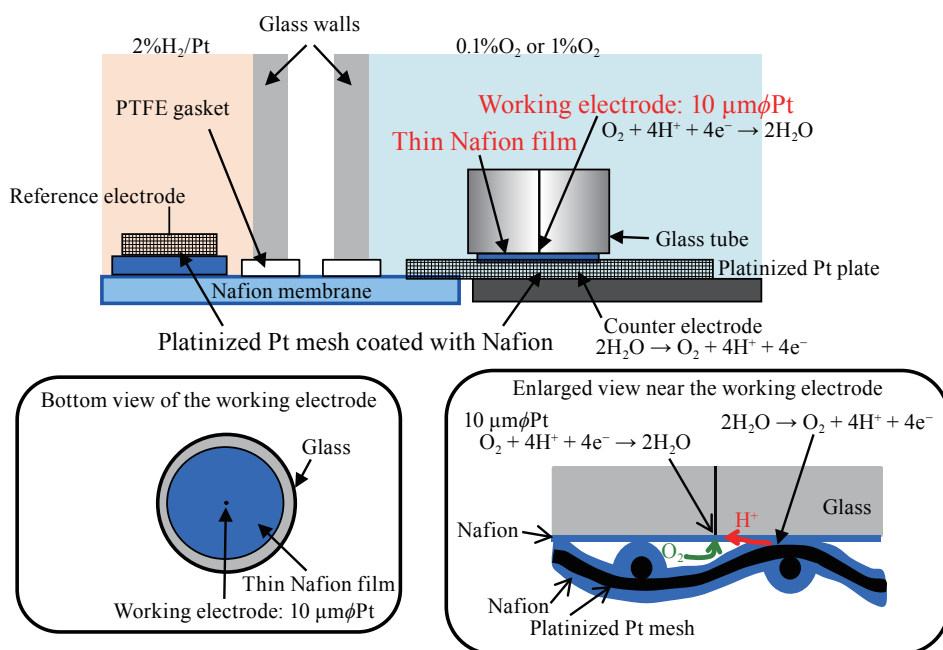 Glass walls
2%H₂/Pt
0.1%O₂ or 1%O₂
PTFE gasket
Working electrode: 10 μmϕPt
O₂ + 4H⁺ + 4e⁻ → 2H₂O
Thin Nafion film
Reference electrode
Glass tube
Platinized Pt plate
Nafion membrane
Counter electrode
Platinized Pt mesh coated with Nafion
2H₂O → O₂ + 4H⁺ + 4e⁻
Bottom view of the working electrode
Glass
Thin Nafion film
Working electrode: 10 μmϕPt
Enlarged view near the working electrode
10 μmϕPt
2H₂O → O₂ + 4H⁺ + 4e⁻
O₂ + 4H⁺ + 4e⁻ → 2H₂O
Glass
H⁺
Nafion
O₂
Nafion
Platinized Pt mesh